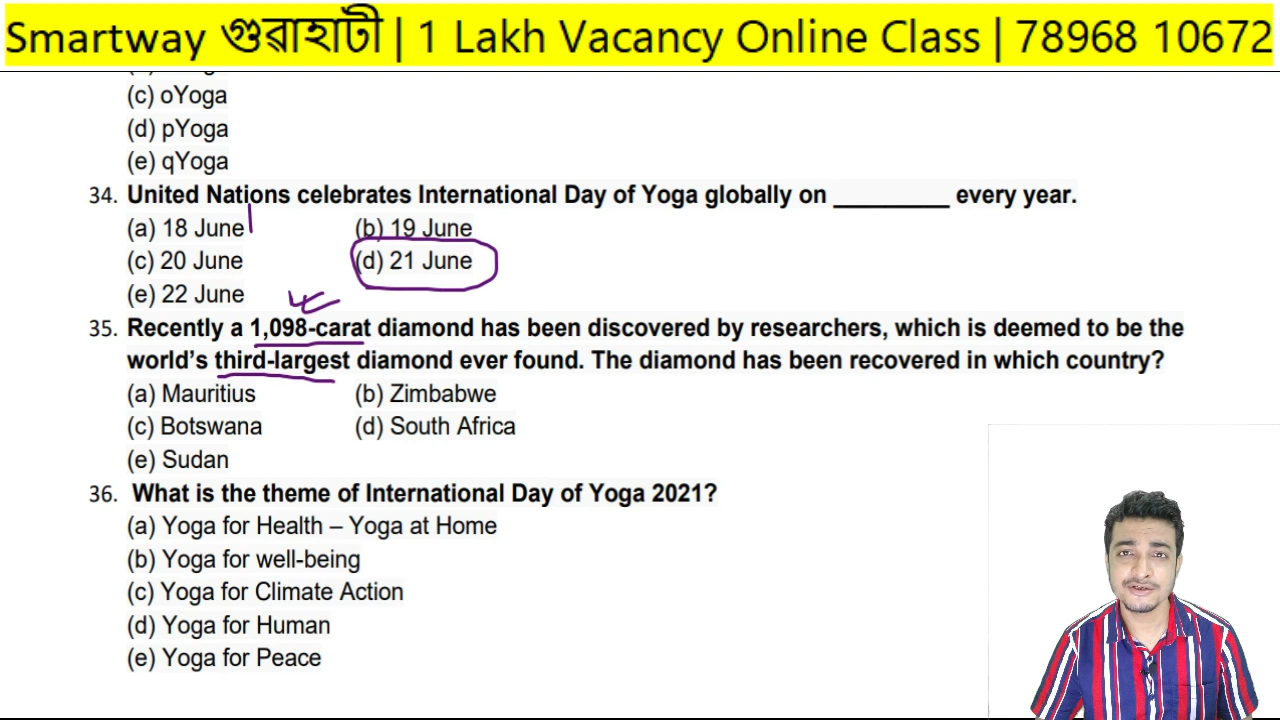 Smartway গুৱাহাটী | 1 Lakh Vacancy Online Class | 78968 10672
(c) oYoga
(d) pYoga
(e) qYoga
34. United Nations celebrates International Day of Yoga globally on _________ every year.
(a) 18 June (b) 19 June
(c) 20 June (d) 21 June
(e) 22 June
35. Recently a 1,098-carat diamond has been discovered by researchers, which is deemed to be the
world's third-largest diamond ever found. The diamond has been recovered in which country?
(a) Mauritius (b) Zimbabwe
(c) Botswana (d) South Africa
(e) Sudan
36. What is the theme of International Day of Yoga 2021?
(a) Yoga for Health – Yoga at Home
(b) Yoga for well-being
(c) Yoga for Climate Action
(d) Yoga for Human
(e) Yoga for Peace